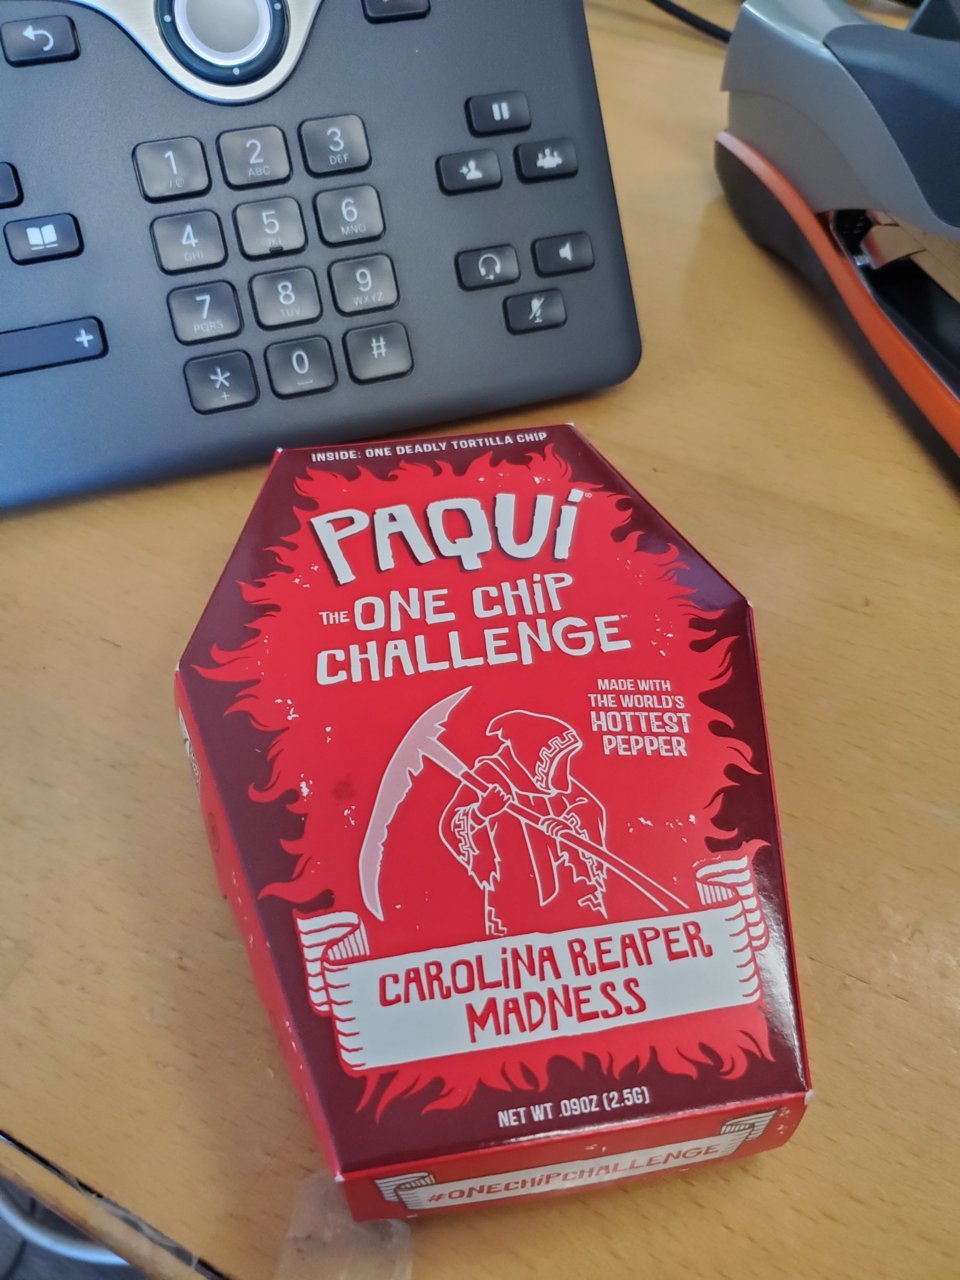 1
2
ABC
3
DEF
4
GHI
5
6
MNO
7
PQRS
8
TUV
9
WXYZ
*
+
0
#
+
INSIDE: ONE DEADLY TORTILLA CHIP
PAQUI®
THE ONE CHIP
CHALLENGE™
MADE WITH
THE WORLD'S
HOTTEST
PEPPER
CAROLINA REAPER
MADNESS
NET WT .09OZ (2.5G)
#ONECHIPCHALLENGE